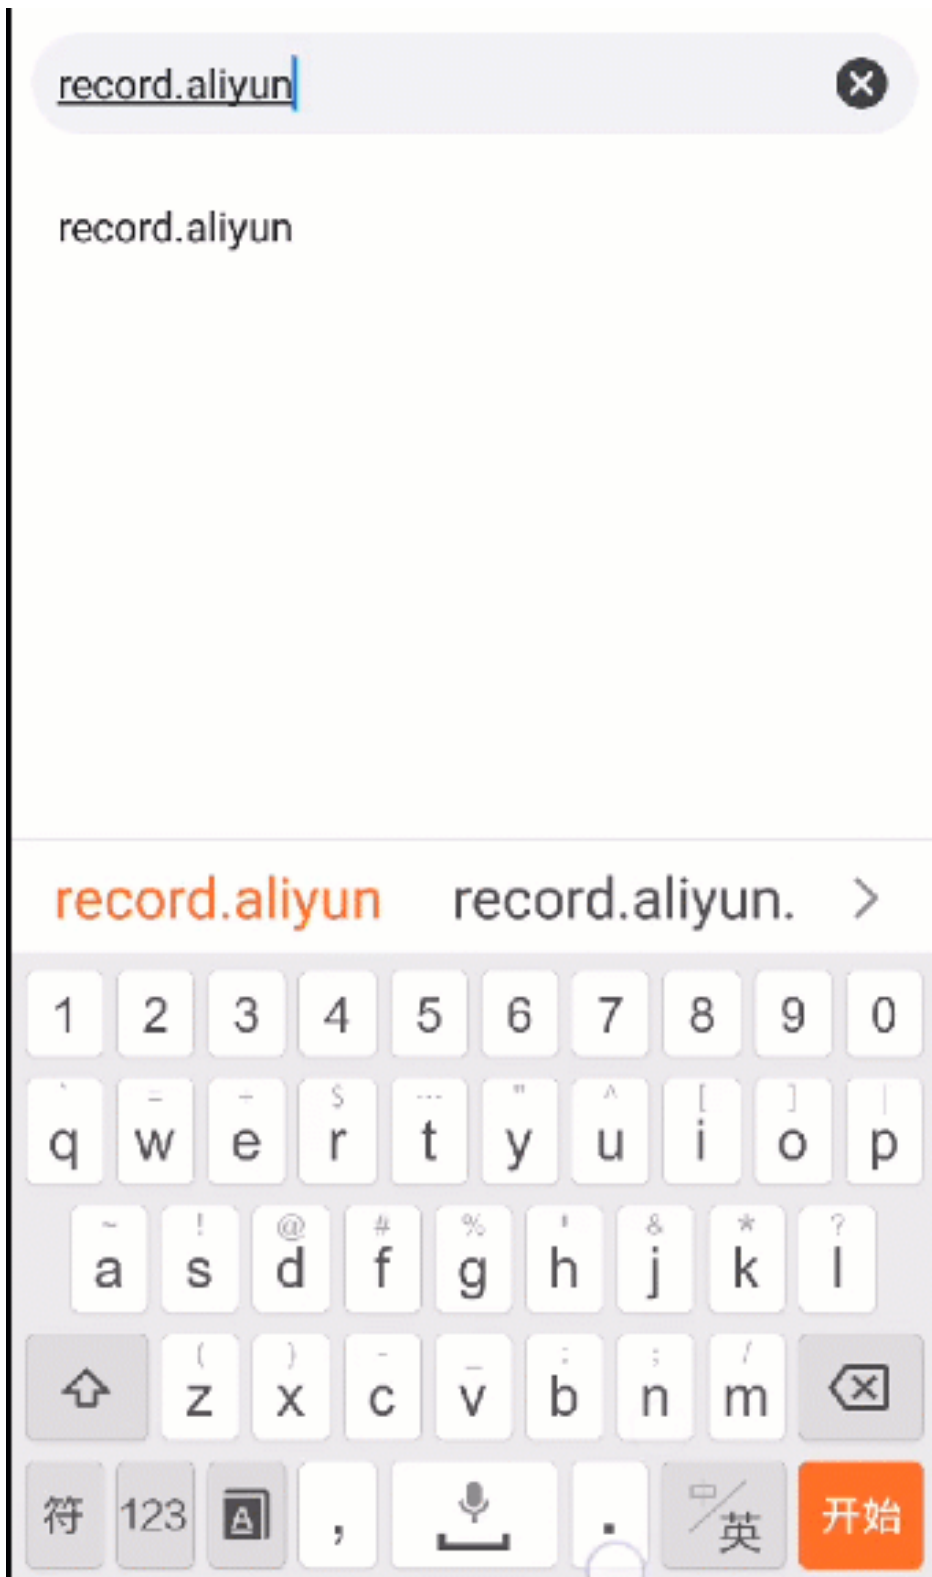 record.aliyun
record.aliyun
record.aliyun record.aliyun. >
1 2 3 4 5 6 7 8 9 0
` = + $ ... " ^ [ ] |
q w e r t y u i o p
~ ! @ # % ' & * ?
a s d f g h j k l
( ) - _ : ; /
z x c v b n m
符 123 A , . 中/英 开始